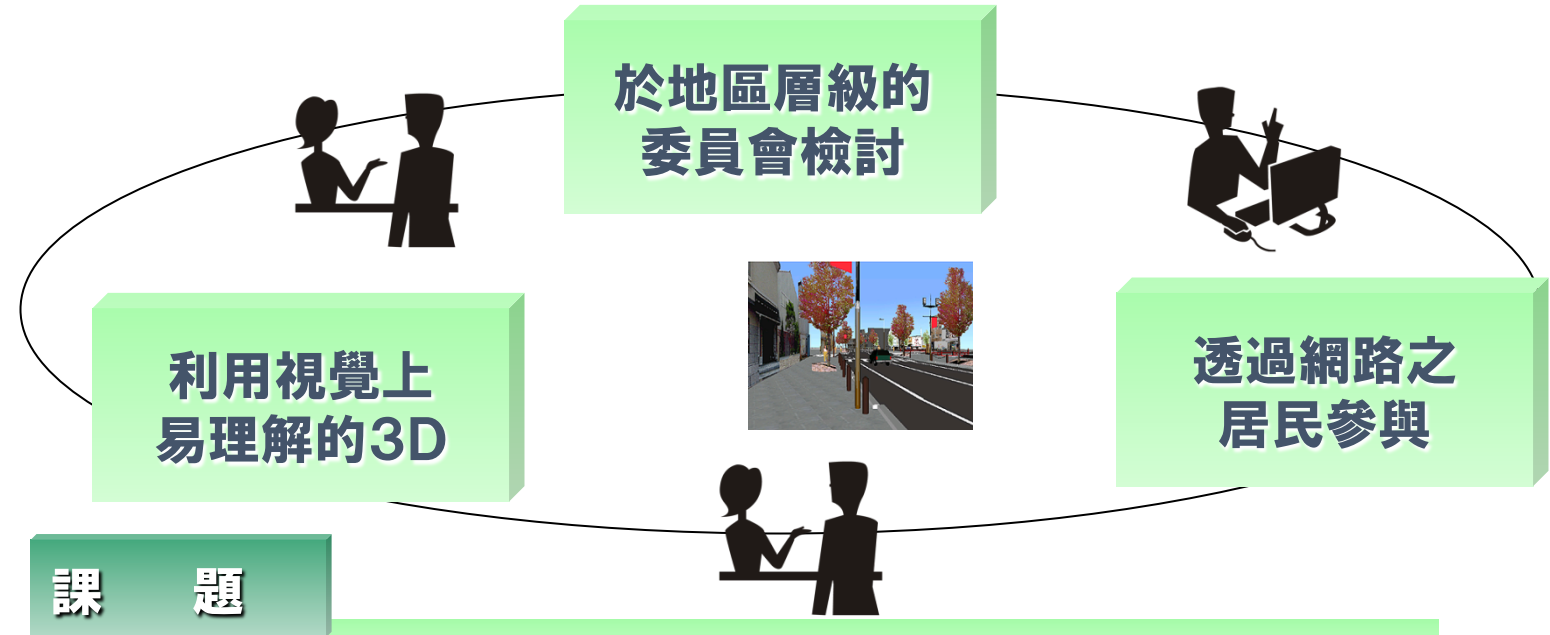 於地區層級的
委員會檢討
利用視覺上
易理解的3D
透過網路之
居民參與
課　題